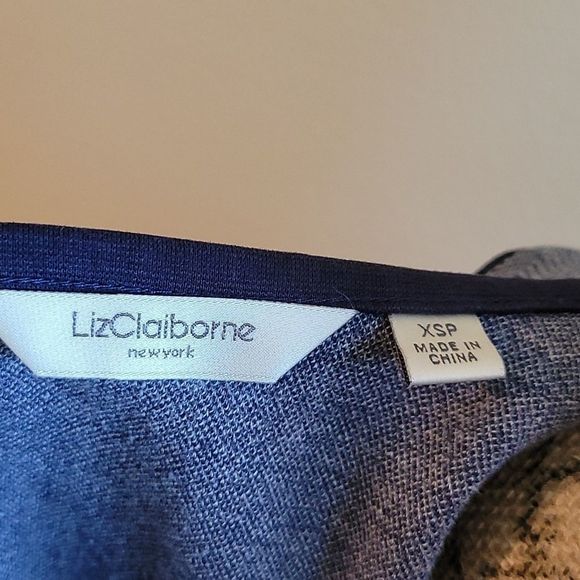 LizClaiborne
newyork
XSP
MADE IN
CHINA